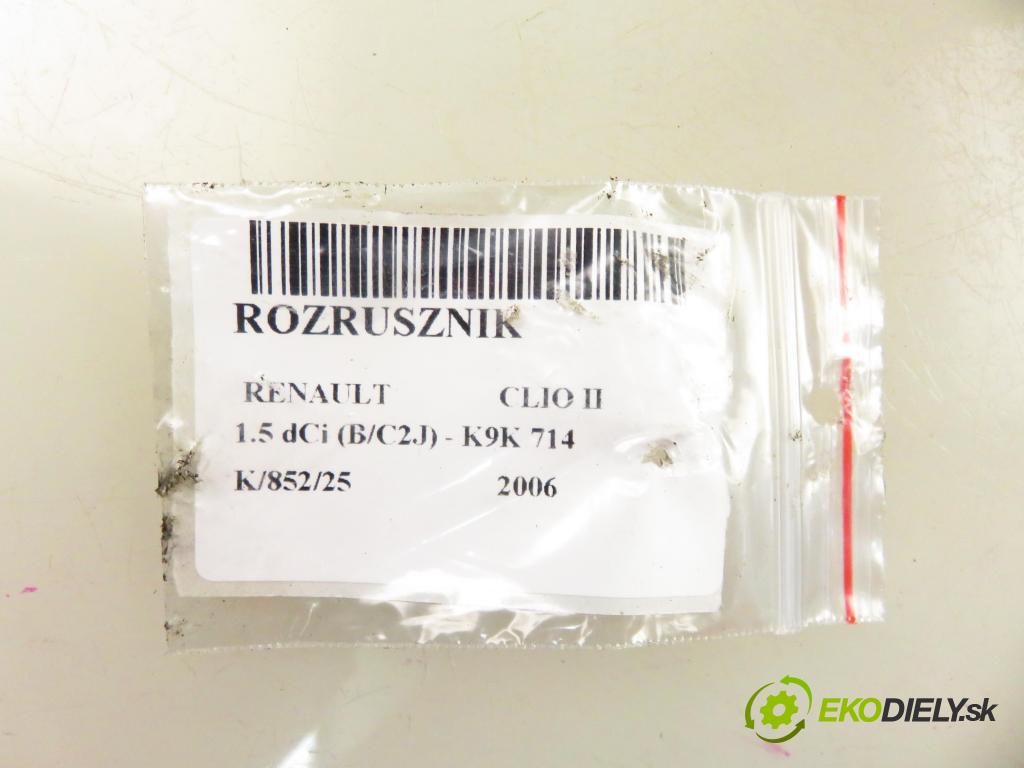 ROZRUSZNIK
RENAULT CLIO II
1.5 dCi (B/C2J) - K9K 714
K/852/25 2006
EKODIELY.sk